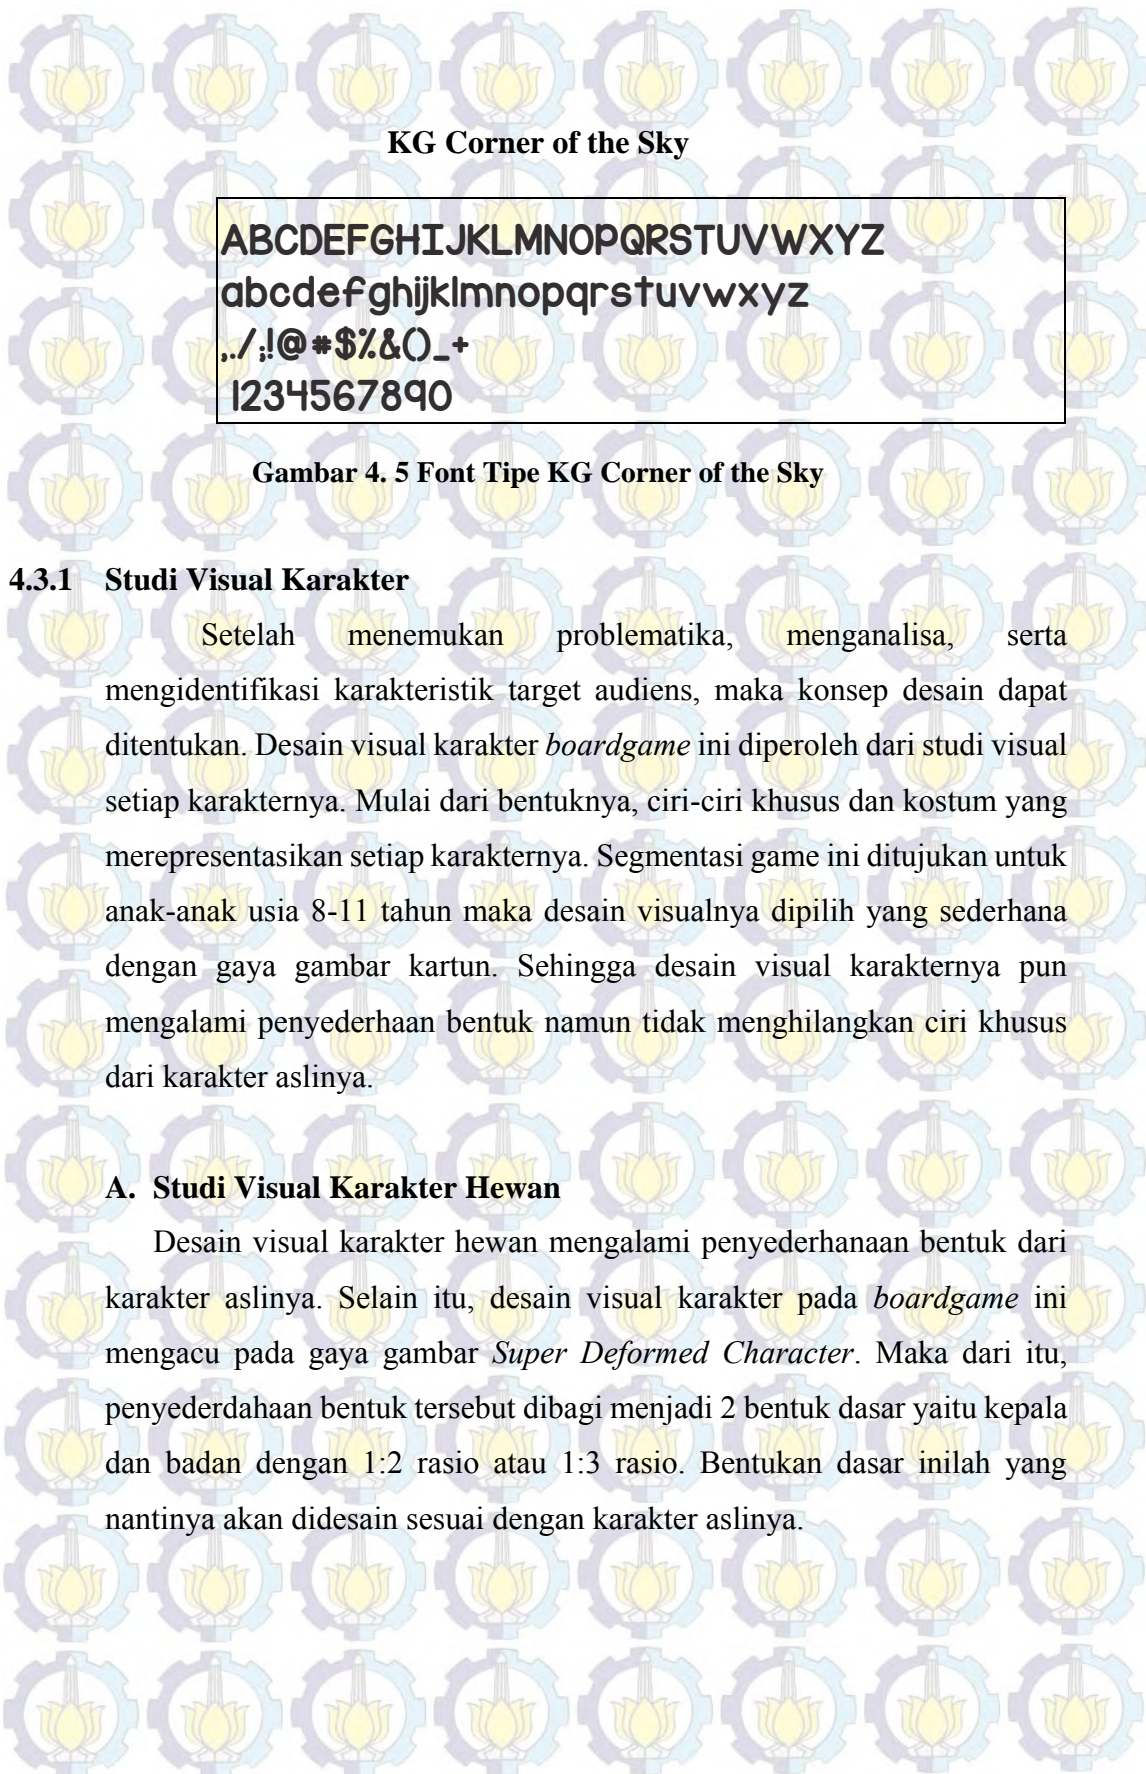 KG Corner of the Sky
ABCDEFGHIJKLMNOPQRSTUVWXYZ
abcdefghijklmnopqrstuvwxyz
,./;!@#$%&()_+
1234567890
Gambar 4. 5 Font Tipe KG Corner of the Sky
4.3.1 Studi Visual Karakter
Setelah menemukan problematika, menganalisa, serta
mengidentifikasi karakteristik target audiens, maka konsep desain dapat
ditentukan. Desain visual karakter boardgame ini diperoleh dari studi visual
setiap karakternya. Mulai dari bentuknya, ciri-ciri khusus dan kostum yang
merepresentasikan setiap karakternya. Segmentasi game ini ditujukan untuk
anak-anak usia 8-11 tahun maka desain visualnya dipilih yang sederhana
dengan gaya gambar kartun. Sehingga desain visual karakternya pun
mengalami penyederhaan bentuk namun tidak menghilangkan ciri khusus
dari karakter aslinya.
A. Studi Visual Karakter Hewan
Desain visual karakter hewan mengalami penyederhanaan bentuk dari
karakter aslinya. Selain itu, desain visual karakter pada boardgame ini
mengacu pada gaya gambar Super Deformed Character. Maka dari itu,
penyederdahaan bentuk tersebut dibagi menjadi 2 bentuk dasar yaitu kepala
dan badan dengan 1:2 rasio atau 1:3 rasio. Bentukan dasar inilah yang
nantinya akan didesain sesuai dengan karakter aslinya.